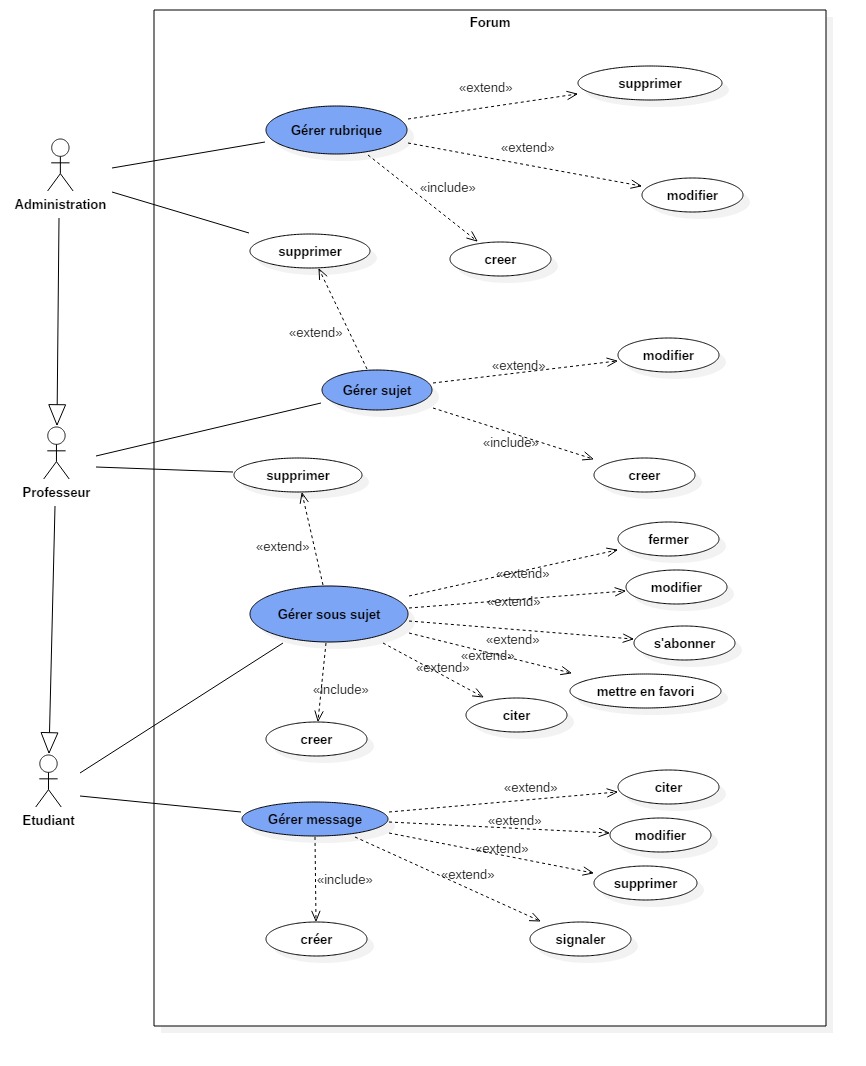 Forum
«extend»
supprimer
Gérer rubrique
«extend»
«include»
modifier
Administration
supprimer
creer
«extend»
modifier
«extend»
Gérer sujet
«include»
creer
supprimer
Professeur
«extend»
fermer
«extend»
modifier
«extend»
Gérer sous sujet
«extend»
s'abonner
«extend»
mettre en favori
«extend»
citer
«include»
creer
Etudiant
«extend»
citer
Gérer message
«extend»
modifier
«extend»
supprimer
«include»
«extend»
créer
signaler